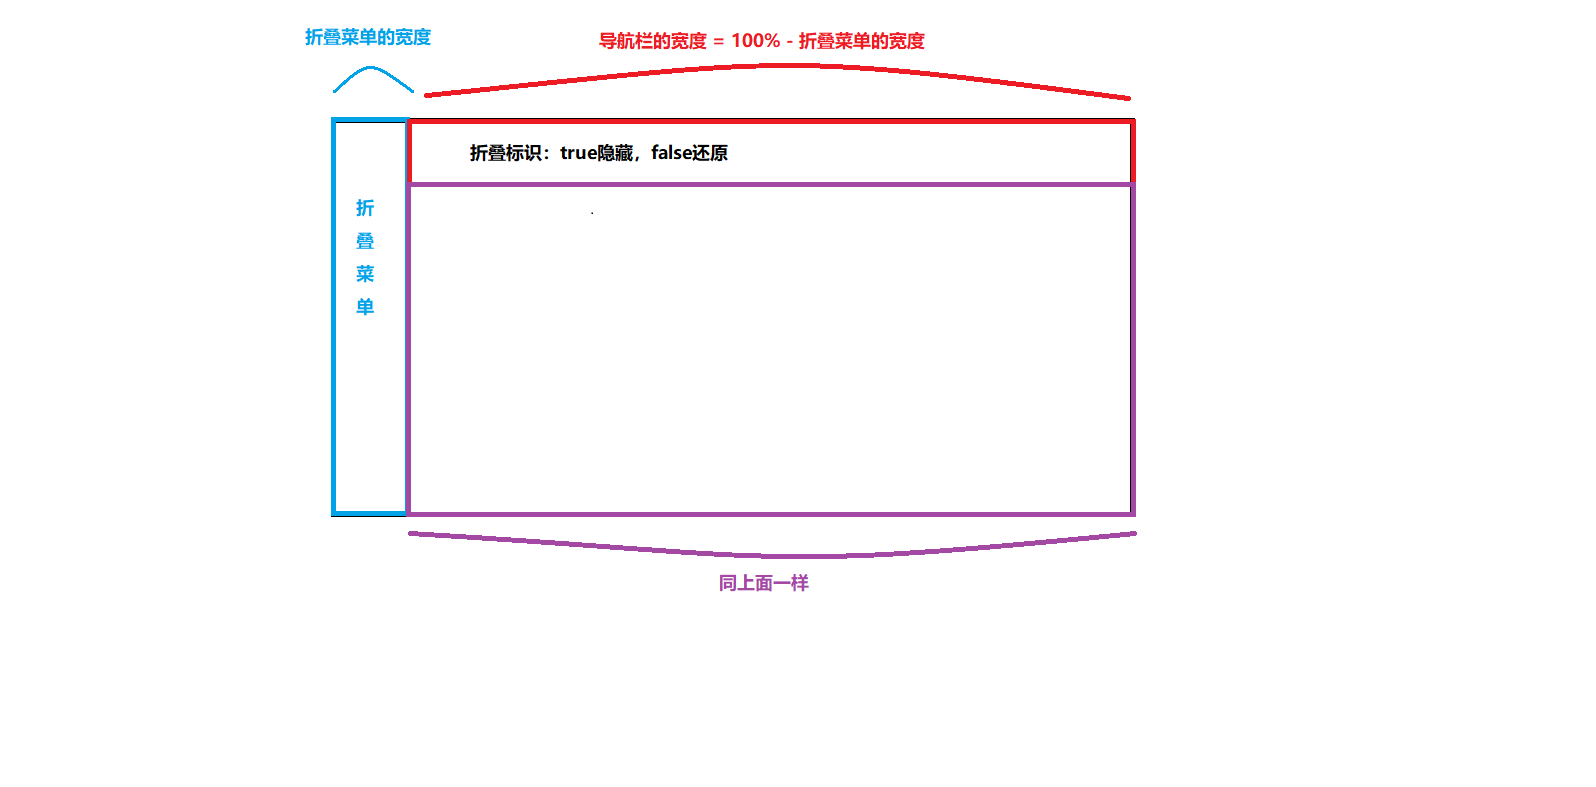 折叠菜单的宽度
导航栏的宽度 = 100% - 折叠菜单的宽度
折叠标识：true隐藏，false还原
折
叠
菜
单
同上面一样